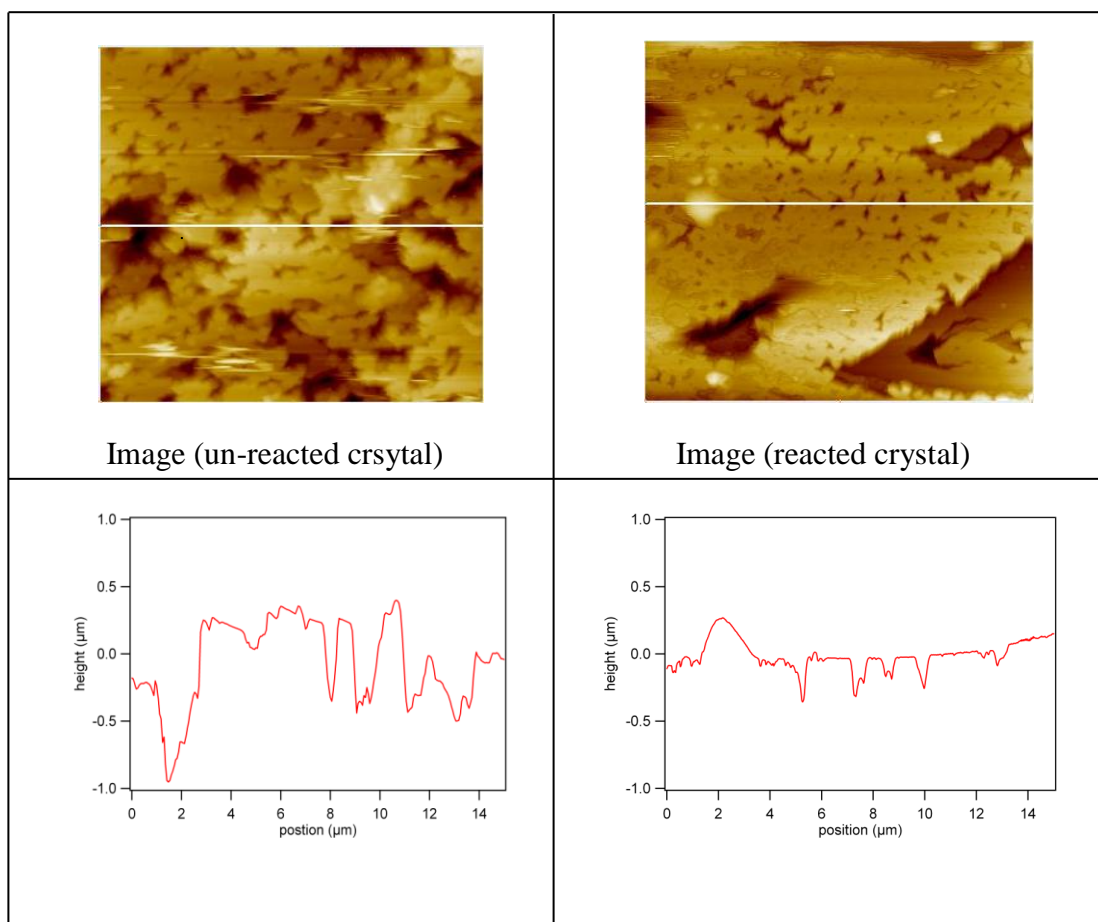 Image (un-reacted crsytal)
Image (reacted crystal)
1.0
0.5
0.0
-0.5
-1.0
height (µm)
0 2 4 6 8 10 12 14
postion (µm)
1.0
0.5
0.0
-0.5
-1.0
height (µm)
0 2 4 6 8 10 12 14
position (µm)